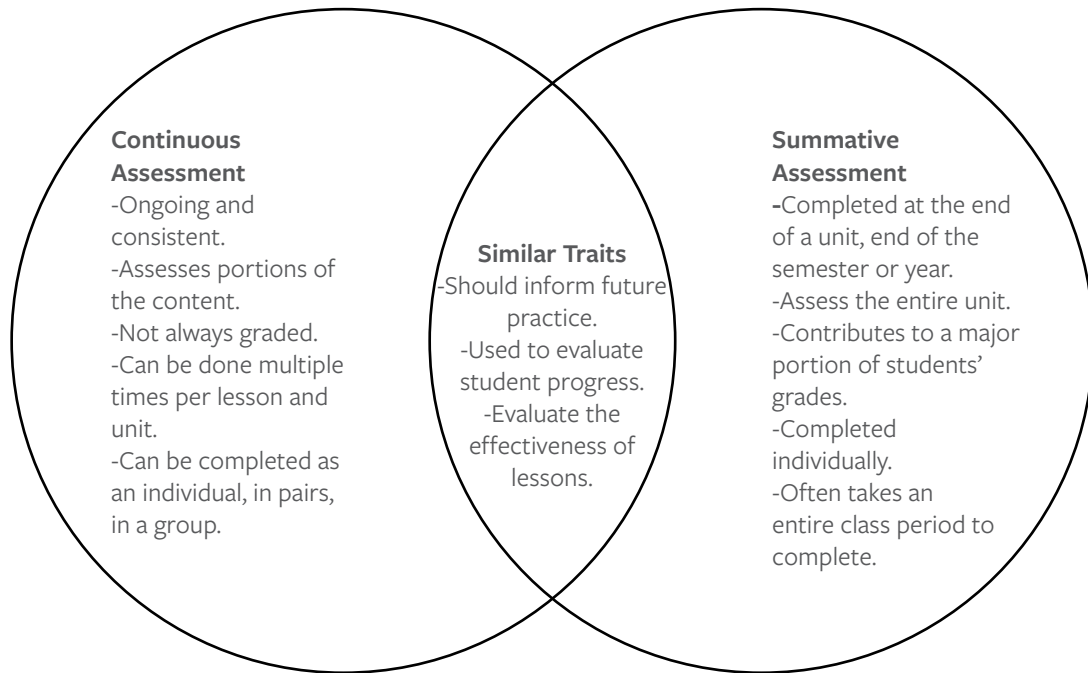 Continuous
Assessment
-Ongoing and
consistent.
-Assesses portions of
the content.
-Not always graded.
-Can be done multiple
times per lesson and
unit.
-Can be completed as
an individual, in pairs,
in a group.
Similar Traits
-Should inform future
practice.
-Used to evaluate
student progress.
-Evaluate the
effectiveness of
lessons.
Summative
Assessment
-Completed at the end
of a unit, end of the
semester or year.
-Assess the entire unit.
-Contributes to a major
portion of students’
grades.
-Completed
individually.
-Often takes an
entire class period to
complete.